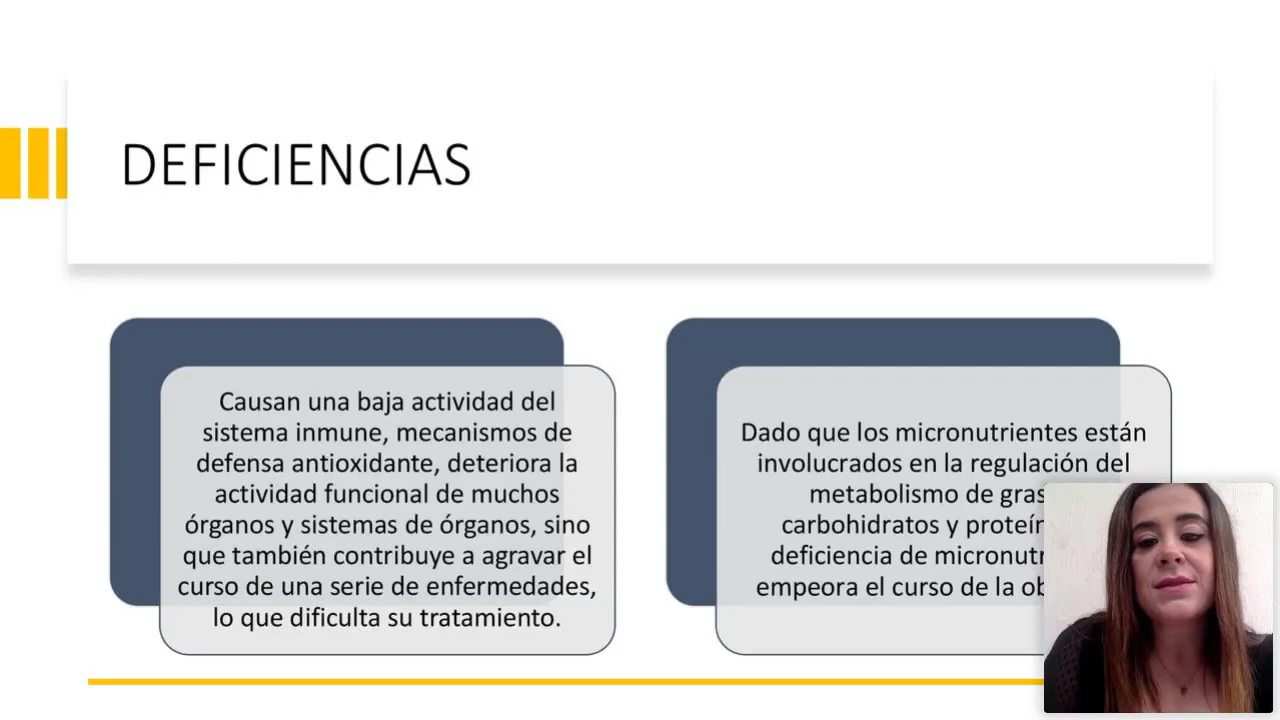 DEFICIENCIAS
Causan una baja actividad del
sistema inmune, mecanismos de
defensa antioxidante, deteriora la
actividad funcional de muchos
órganos y sistemas de órganos, sino
que también contribuye a agravar el
curso de una serie de enfermedades,
lo que dificulta su tratamiento.
Dado que los micronutrientes están
involucrados en la regulación del
metabolismo de
carbohidratos y
deficiencia de
empeora el curso de la